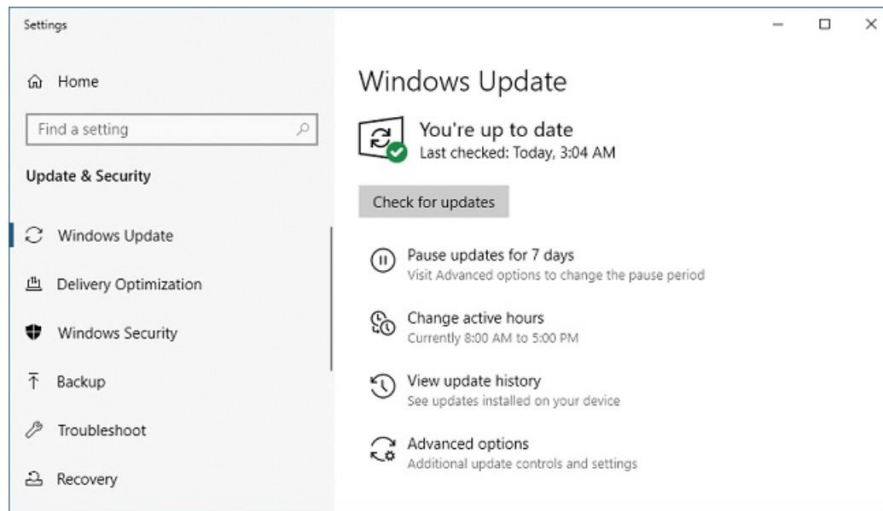 Settings
Home
Find a setting
Update & Security
Windows Update
Delivery Optimization
Windows Security
Backup
Troubleshoot
Recovery
Windows Update
You're up to date
Last checked: Today, 3:04 AM
Check for updates
Pause updates for 7 days
Visit Advanced options to change the pause period
Change active hours
Currently 8:00 AM to 5:00 PM
View update history
See updates installed on your device
Advanced options
Additional update controls and settings